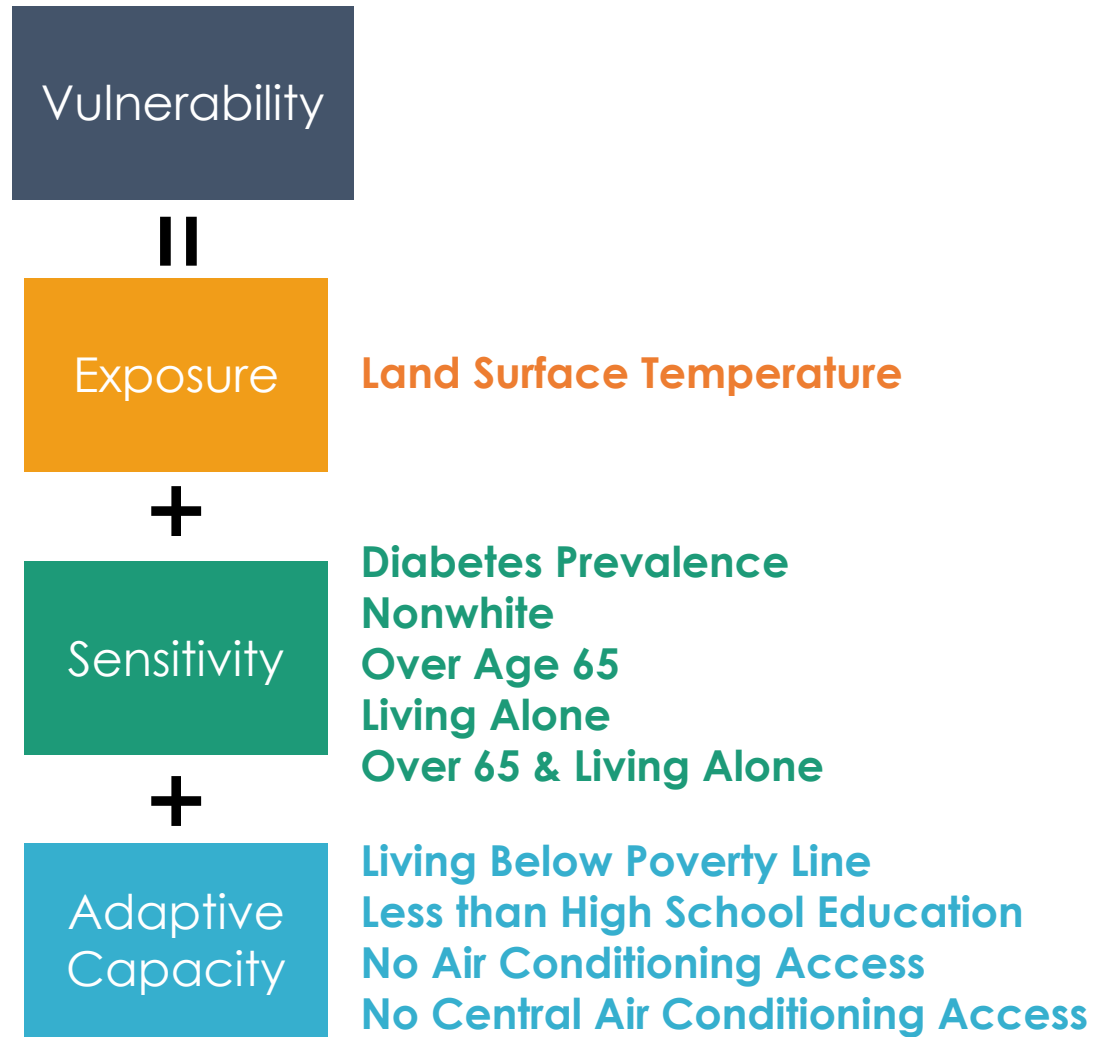 Vulnerability
=
Exposure
Land Surface Temperature
+
Sensitivity
Diabetes Prevalence
Nonwhite
Over Age 65
Living Alone
Over 65 & Living Alone
+
Adaptive
Capacity
Living Below Poverty Line
Less than High School Education
No Air Conditioning Access
No Central Air Conditioning Access